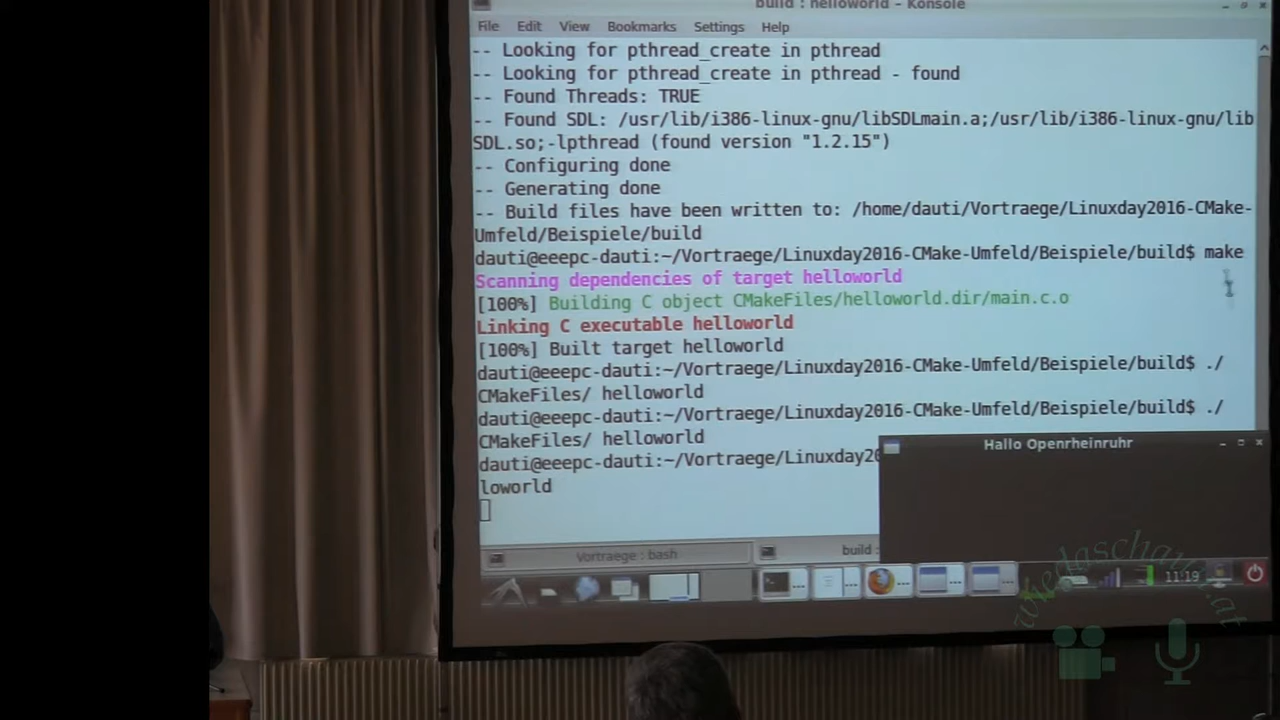 build : helloworld – Konsole
File Edit View Bookmarks Settings Help
-- Looking for pthread_create in pthread
-- Looking for pthread_create in pthread - found
-- Found Threads: TRUE
-- Found SDL: /usr/lib/i386-linux-gnu/libSDLmain.a;/usr/lib/i386-linux-gnu/lib
SDL.so;-lpthread (found version "1.2.15")
-- Configuring done
-- Generating done
-- Build files have been written to: /home/dauti/Vortraege/Linuxday2016-CMake-
Umfeld/Beispiele/build
dauti@eeepc-dauti:~/Vortraege/Linuxday2016-CMake-Umfeld/Beispiele/build$ make
Scanning dependencies of target helloworld
[100%] Building C object CMakeFiles/helloworld.dir/main.c.o
Linking C executable helloworld
[100%] Built target helloworld
dauti@eeepc-dauti:~/Vortraege/Linuxday2016-CMake-Umfeld/Beispiele/build$ ./
CMakeFiles/ helloworld
dauti@eeepc-dauti:~/Vortraege/Linuxday2016-CMake-Umfeld/Beispiele/build$ ./
CMakeFiles/ helloworld
Hallo Openrheinruhr
dauti@eeepc-dauti:~/Vortraege/Linuxday20
loworld
Vortraege : bash
build :
11:19
wiedaschaun.at